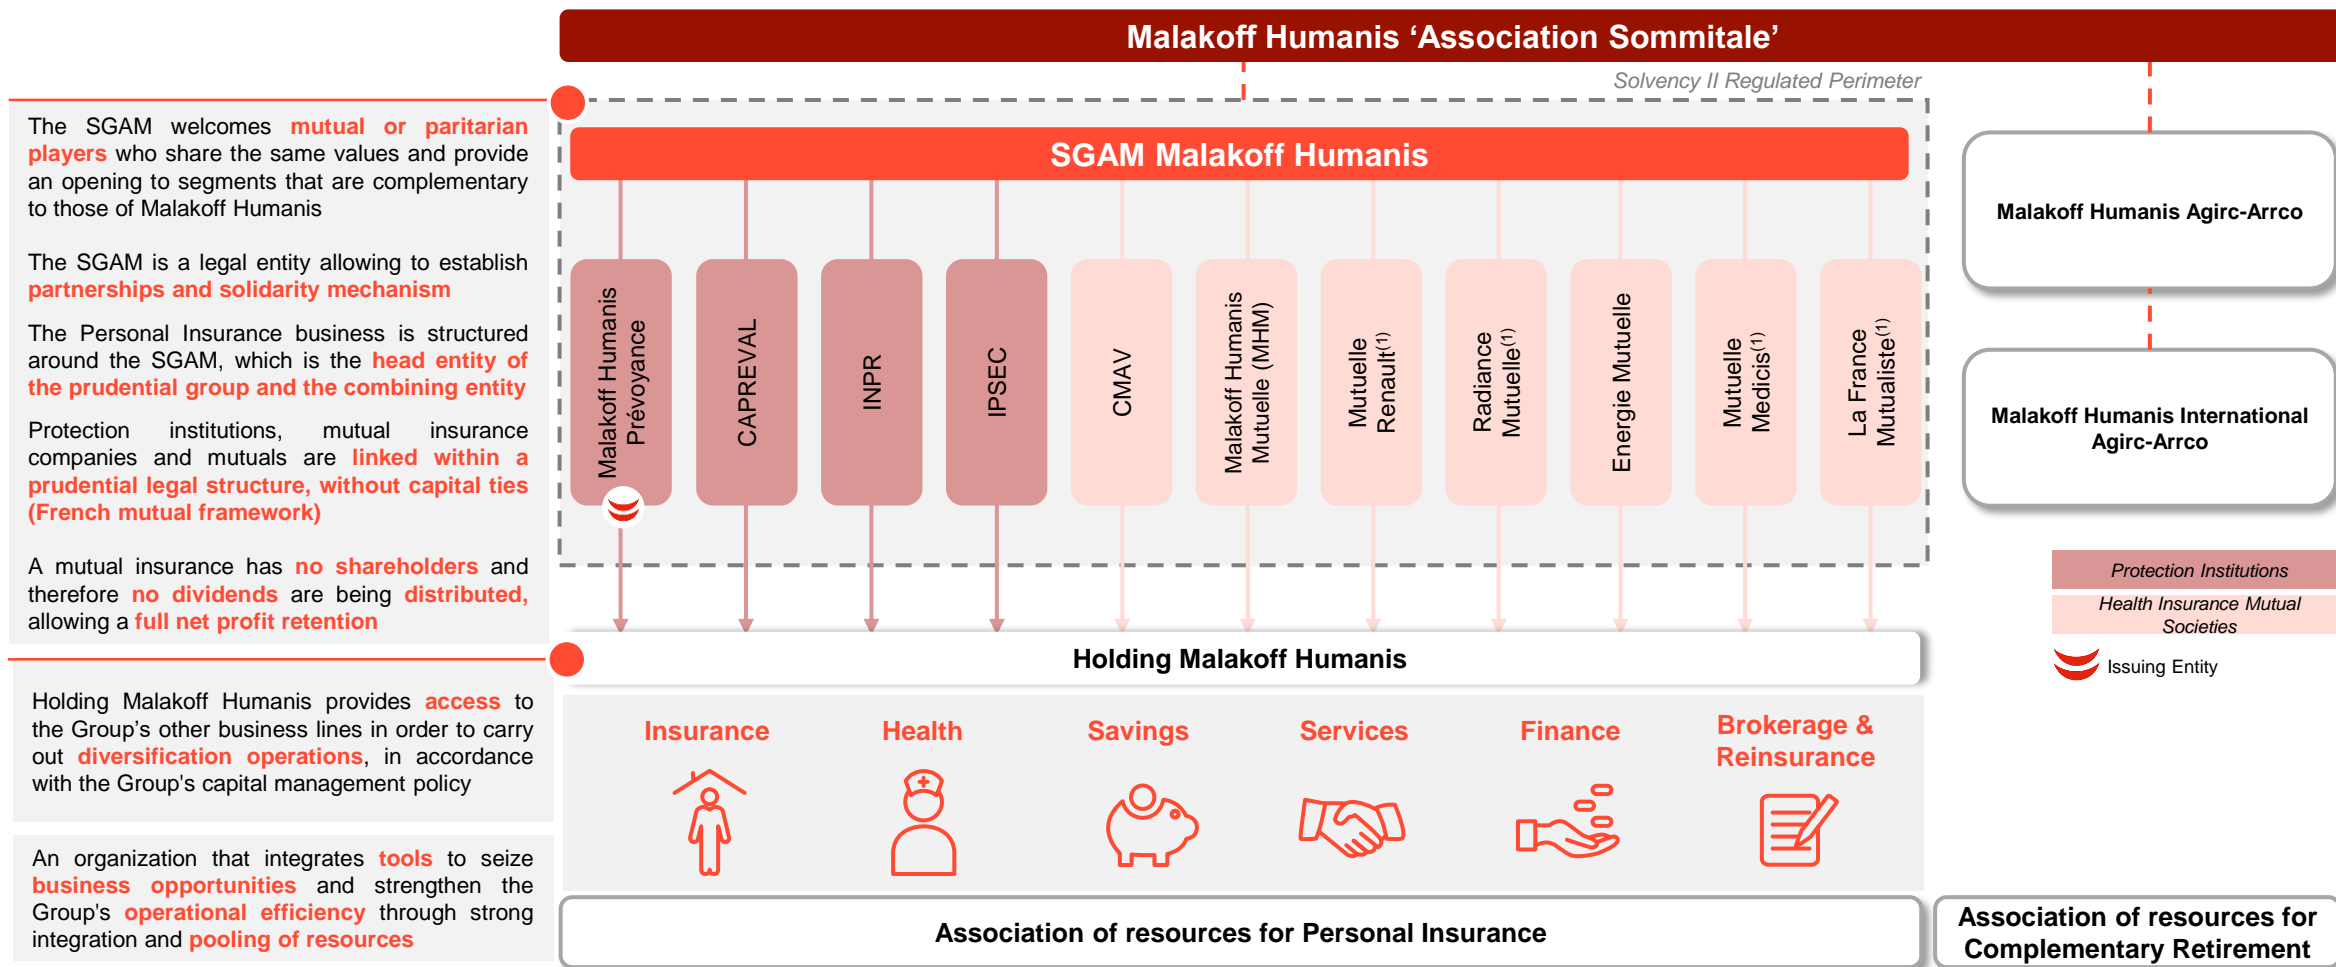 Malakoff Humanis ‘Association Sommitale’
Solvency II Regulated Perimeter
The SGAM welcomes mutual or paritarian
players who share the same values and provide
an opening to segments that are complementary
to those of Malakoff Humanis
The SGAM is a legal entity allowing to establish
partnerships and solidarity mechanism
The Personal Insurance business is structured
around the SGAM, which is the head entity of
the prudential group and the combining entity
Protection institutions, mutual insurance
companies and mutuals are linked within a
prudential legal structure, without capital ties
(French mutual framework)
A mutual insurance has no shareholders and
therefore no dividends are being distributed,
allowing a full net profit retention
SGAM Malakoff Humanis
Malakoff Humanis
Prévoyance
CAPREVAL
INPR
IPSEC
CMAV
Malakoff Humanis
Mutuelle (MHM)
Mutuelle
Renault(1)
Radiance
Mutuelle(1)
Energie Mutuelle
Mutuelle
Medicis(1)
La France
Mutualiste(1)
Malakoff Humanis Agirc-Arrco
Malakoff Humanis International
Agirc-Arrco
Protection Institutions
Health Insurance Mutual
Societies
Issuing Entity
Holding Malakoff Humanis
Holding Malakoff Humanis provides access to
the Group’s other business lines in order to carry
out diversification operations, in accordance
with the Group's capital management policy
Insurance
Health
Savings
Services
Finance
Brokerage &
Reinsurance
An organization that integrates tools to seize
business opportunities and strengthen the
Group's operational efficiency through strong
integration and pooling of resources
Association of resources for Personal Insurance
Association of resources for
Complementary Retirement